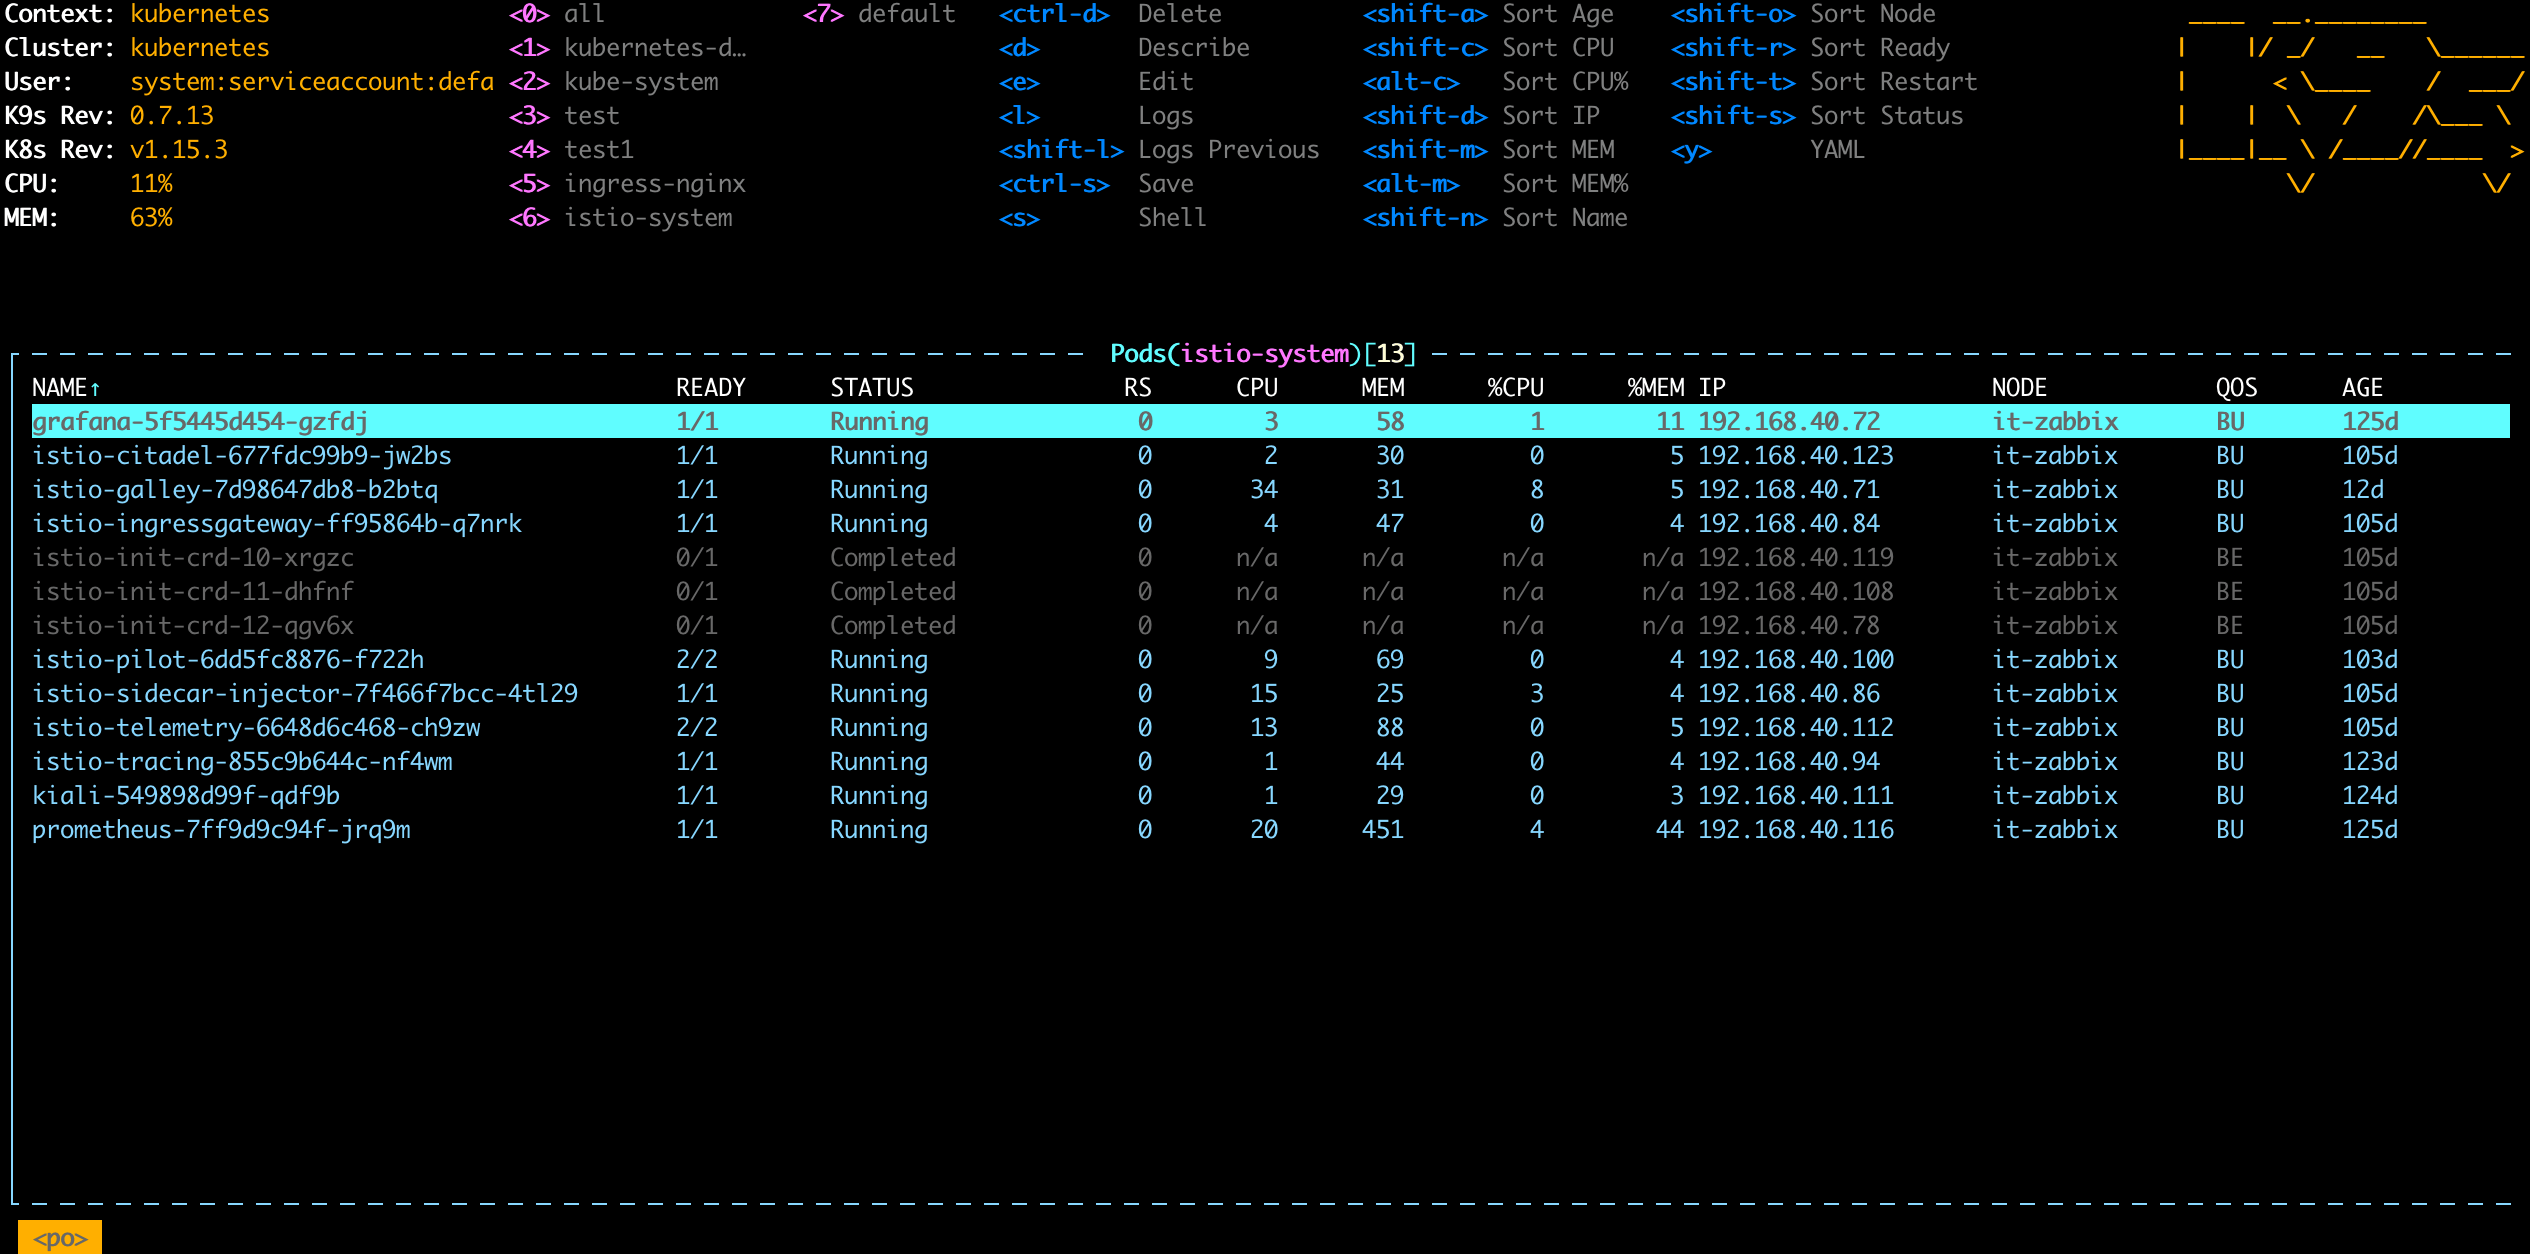 Context: kubernetes <0> all <7> default <ctrl-d> Delete <shift-a> Sort Age <shift-o> Sort Node
Cluster: kubernetes <1> kubernetes-d… <d> Describe <shift-c> Sort CPU <shift-r> Sort Ready
User: system:serviceaccount:defa <2> kube-system <e> Edit <alt-c> Sort CPU% <shift-t> Sort Restart
K9s Rev: 0.7.13 <3> test <l> Logs <shift-d> Sort IP <shift-s> Sort Status
K8s Rev: v1.15.3 <4> test1 <shift-l> Logs Previous <shift-m> Sort MEM <y> YAML
CPU: 11% <5> ingress-nginx <ctrl-s> Save <alt-m> Sort MEM%
MEM: 63% <6> istio-system <s> Shell <shift-n> Sort Name
Pods(istio-system)[13]
NAME↑ READY STATUS RS CPU MEM %CPU %MEM IP NODE QOS AGE
grafana-5f5445d454-gzfdj 1/1 Running 0 3 58 1 11 192.168.40.72 it-zabbix BU 125d
istio-citadel-677fdc99b9-jw2bs 1/1 Running 0 2 30 0 5 192.168.40.123 it-zabbix BU 105d
istio-galley-7d98647db8-b2btq 1/1 Running 0 34 31 8 5 192.168.40.71 it-zabbix BU 12d
istio-ingressgateway-ff95864b-q7nrk 1/1 Running 0 4 47 0 4 192.168.40.84 it-zabbix BU 105d
istio-init-crd-10-xrgzc 0/1 Completed 0 n/a n/a n/a n/a 192.168.40.119 it-zabbix BE 105d
istio-init-crd-11-dhfnf 0/1 Completed 0 n/a n/a n/a n/a 192.168.40.108 it-zabbix BE 105d
istio-init-crd-12-qgv6x 0/1 Completed 0 n/a n/a n/a n/a 192.168.40.78 it-zabbix BE 105d
istio-pilot-6dd5fc8876-f722h 2/2 Running 0 9 69 0 4 192.168.40.100 it-zabbix BU 103d
istio-sidecar-injector-7f466f7bcc-4tl29 1/1 Running 0 15 25 3 4 192.168.40.86 it-zabbix BU 105d
istio-telemetry-6648d6c468-ch9zw 2/2 Running 0 13 88 0 5 192.168.40.112 it-zabbix BU 105d
istio-tracing-855c9b644c-nf4wm 1/1 Running 0 1 44 0 4 192.168.40.94 it-zabbix BU 123d
kiali-549898d99f-qdf9b 1/1 Running 0 1 29 0 3 192.168.40.111 it-zabbix BU 124d
prometheus-7ff9d9c94f-jrq9m 1/1 Running 0 20 451 4 44 192.168.40.116 it-zabbix BU 125d
<po>